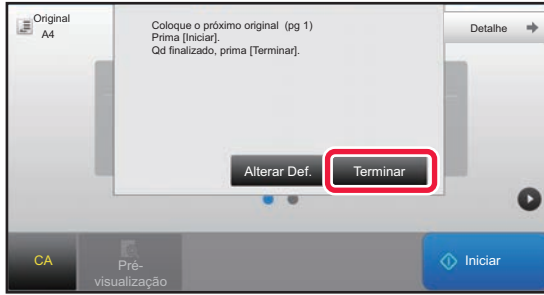 Original
A4
Coloque o próximo original (pg 1)
Prima [Iniciar].
Qd finalizado, prima [Terminar].
Detalhe
Alterar Def.
Terminar
CA
Pré-
visualização
Iniciar